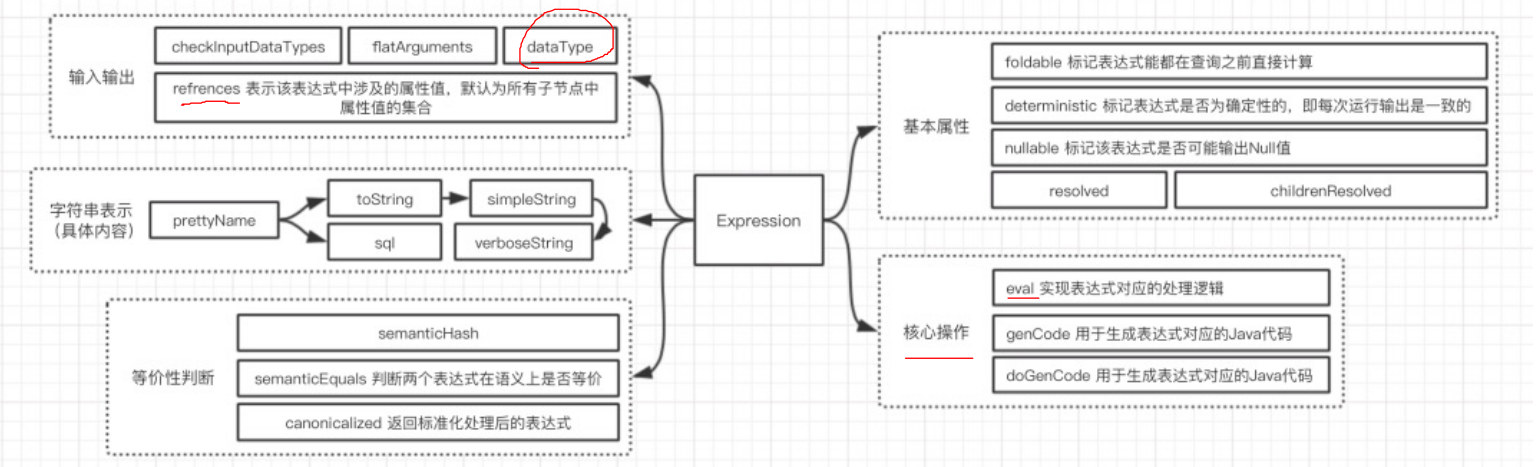 checkInputDataTypes
flatArguments
dataType
输入输出
refrences 表示该表达式中涉及的属性值，默认为所有子节点中
属性值的集合
字符串表示
（具体内容）
prettyName
toString
simpleString
sql
verboseString
等价性判断
semanticHash
semanticEquals 判断两个表达式在语义上是否等价
canonicalized 返回标准化处理后的表达式
Expression
基本属性
foldable 标记表达式能都在查询之前直接计算
deterministic 标记表达式是否为确定性的，即每次运行输出是一致的
nullable 标记该表达式是否可能输出Null值
resolved
childrenResolved
核心操作
eval 实现表达式对应的处理逻辑
genCode 用于生成表达式对应的Java代码
doGenCode 用于生成表达式对应的Java代码